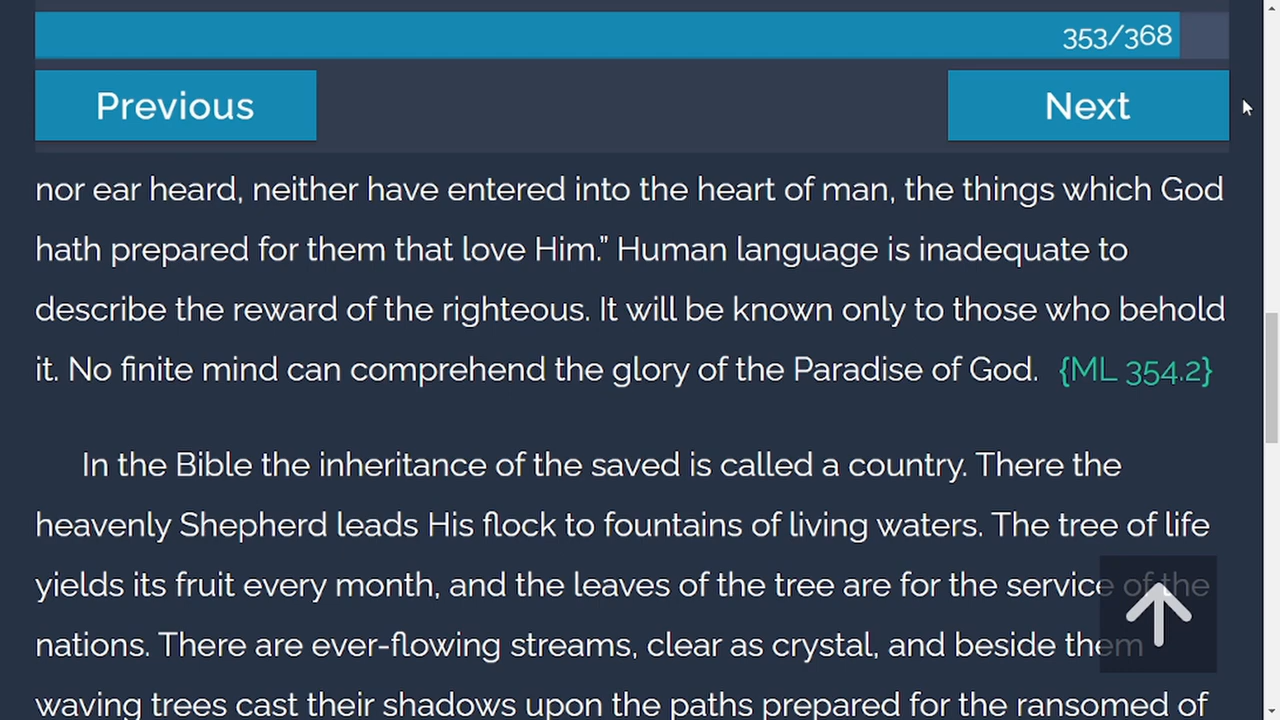 353/368
Previous
Next
nor ear heard, neither have entered into the heart of man, the things which God
hath prepared for them that love Him.” Human language is inadequate to
describe the reward of the righteous. It will be known only to those who behold
it. No finite mind can comprehend the glory of the Paradise of God. {ML 354.2}
In the Bible the inheritance of the saved is called a country. There the
heavenly Shepherd leads His flock to fountains of living waters. The tree of life
yields its fruit every month, and the leaves of the tree are for the service of the
nations. There are ever-flowing streams, clear as crystal, and beside them
waving trees cast their shadows upon the paths prepared for the ransomed of